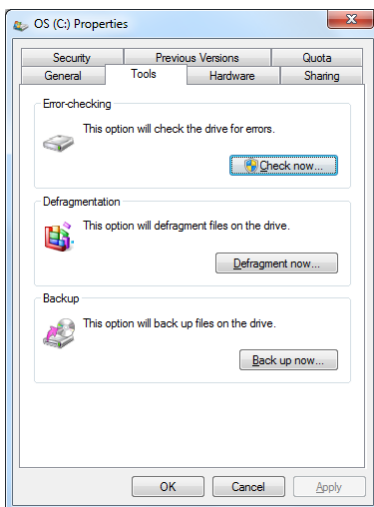 OS (C:) Properties
Security Previous Versions Quota
General Tools Hardware Sharing
Error-checking
This option will check the drive for errors.
Check now...
Defragmentation
This option will defragment files on the drive.
Defragment now...
Backup
This option will back up files on the drive.
Back up now...
OK Cancel Apply